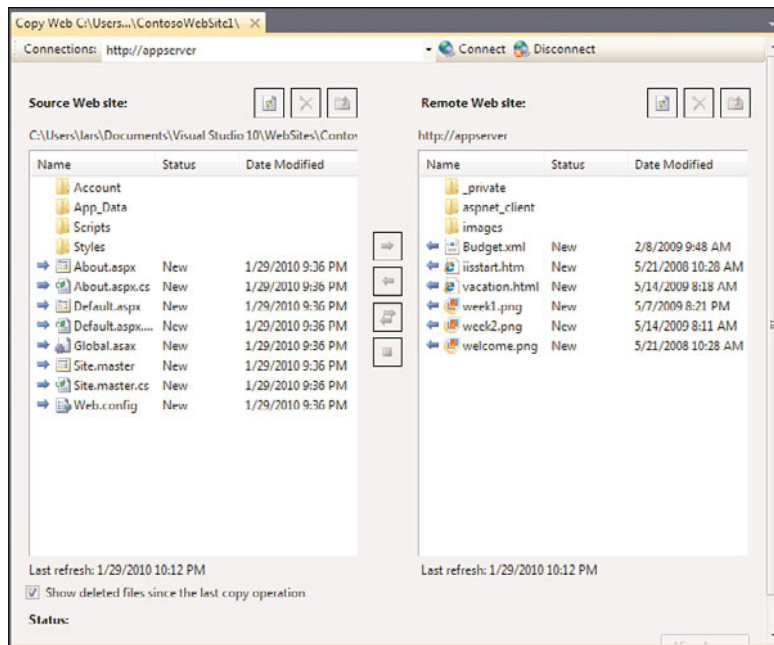 Copy Web C:\Users...\ContosoWebSite1\
Connections: http://appserver Connect Disconnect
Source Web site:
C:\Users\lars\Documents\Visual Studio 10\WebSites\Contos
Name Status Date Modified
Account
App_Data
Scripts
Styles
About.aspx New 1/29/2010 9:36 PM
About.aspx.cs New 1/29/2010 9:36 PM
Default.aspx New 1/29/2010 9:36 PM
Default.aspx.... New 1/29/2010 9:36 PM
Global.asax New 1/29/2010 9:36 PM
Site.master New 1/29/2010 9:36 PM
Site.master.cs New 1/29/2010 9:36 PM
Web.config New 1/29/2010 9:36 PM
Last refresh: 1/29/2010 10:12 PM
Show deleted files since the last copy operation
Status:
Remote Web site:
http://appserver
Name Status Date Modified
_private
aspnet_client
images
Budget.xml New 2/8/2009 9:48 AM
iisstart.htm New 5/21/2008 10:28 AM
vacation.html New 5/14/2009 8:18 AM
week1.png New 5/7/2009 8:21 PM
week2.png New 5/14/2009 8:11 AM
welcome.png New 5/21/2008 10:28 AM
Last refresh: 1/29/2010 10:12 PM